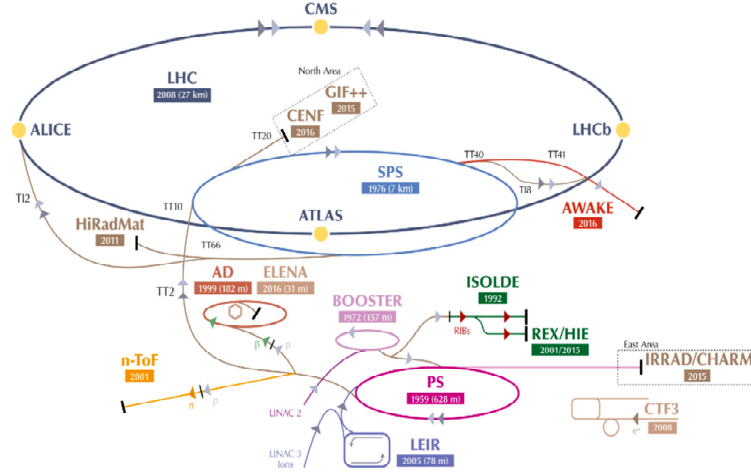 CMS
North Area
LHC
2008 (27 km)
GIF++
2015
CENF
2016
ALICE
LHCb
TT20
TT40
TT41
SPS
1976 (7 km)
TI8
TI2
TT10
AWAKE
2016
ATLAS
HiRadMat
2011
TT66
AD
1999 (182 m)
ELENA
2016 (31 m)
TT2
ISOLDE
1992
BOOSTER
1972 (157 m)
RIBs
REX/HIE
2001/2015
p
p
East Area
n-ToF
2001
IRRAD/CHARM
2015
PS
1959 (628 m)
n
p
LINAC 2
CTF3
2008
e-
LINAC 3
Ions
LEIR
2005 (78 m)